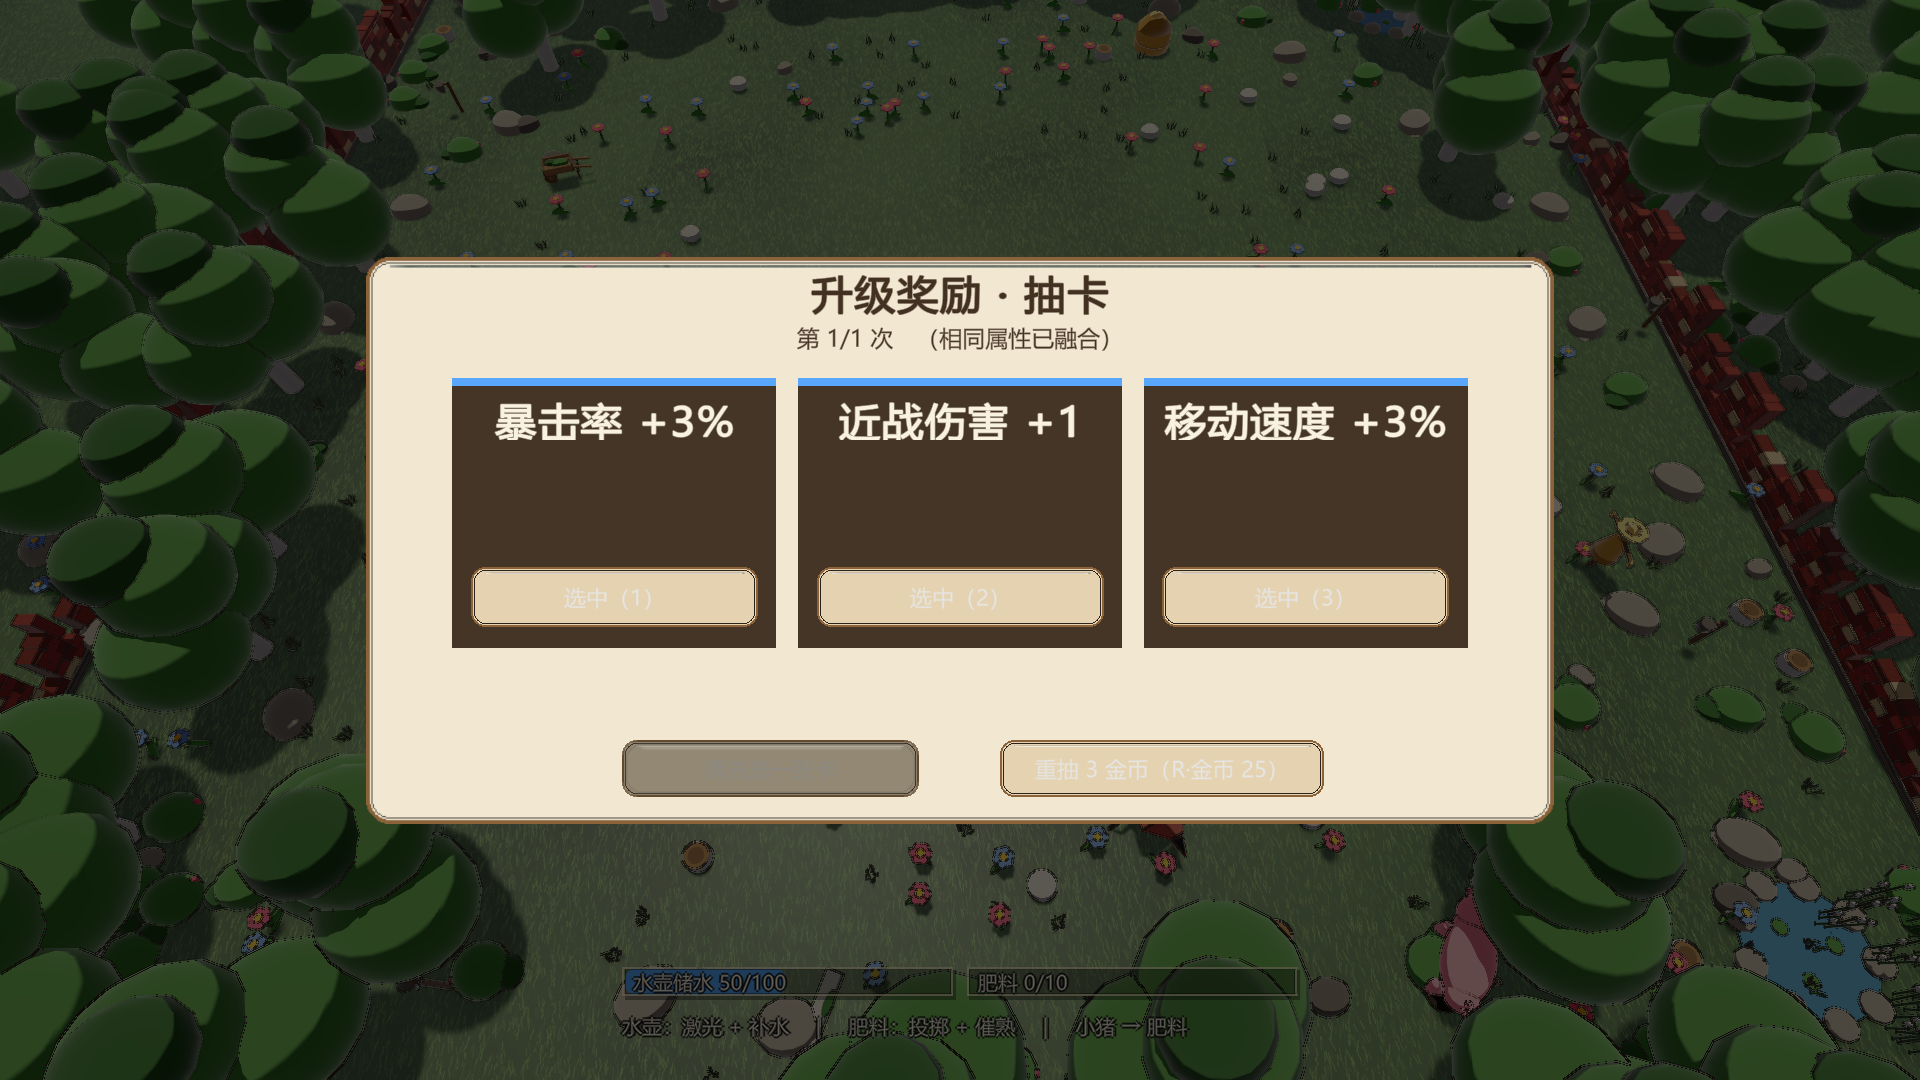 升级奖励 · 抽卡
第 1/1 次 （相同属性已融合）
暴击率 +3%
近战伤害 +1
移动速度 +3%
选中（1）
选中（2）
选中（3）
重抽 3 金币（R·金币 25）
水壶储水 50/100
肥料 0/10
水壶：激光 + 补水 | 肥料：投掷 + 催熟 | 小猪 → 肥料